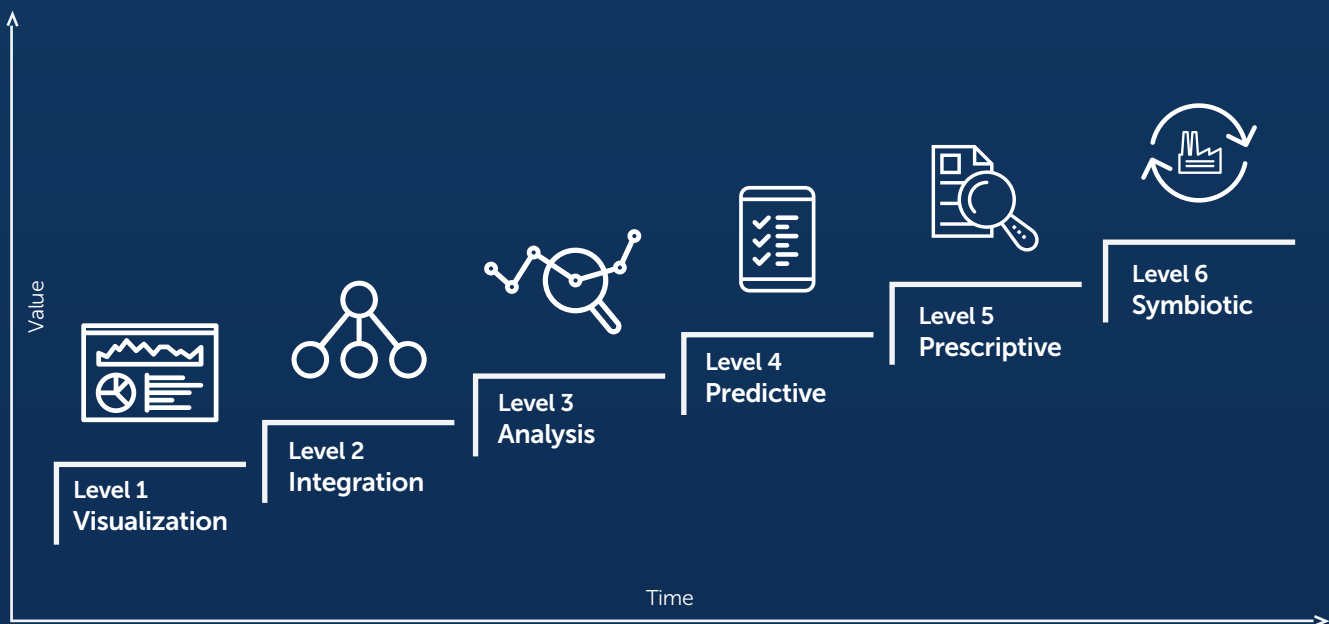 Value
Level 1
Visualization
Level 2
Integration
Level 3
Analysis
Level 4
Predictive
Level 5
Prescriptive
Level 6
Symbiotic
Time